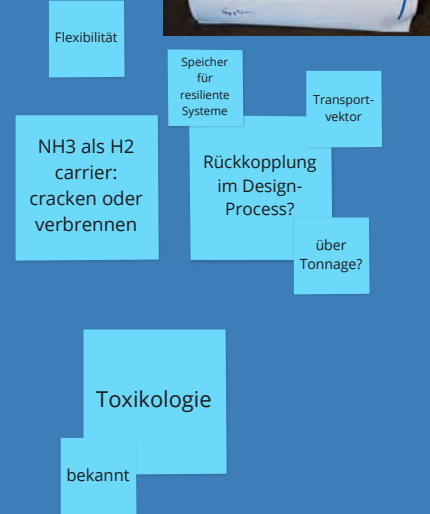 Flexibilität
Speicher
für
resiliente
Systeme
Transport-
vektor
NH3 als H2
carrier:
cracken oder
verbrennen
Rückkopplung
im Design-
Process?
über
Tonnage?
Toxikologie
bekannt